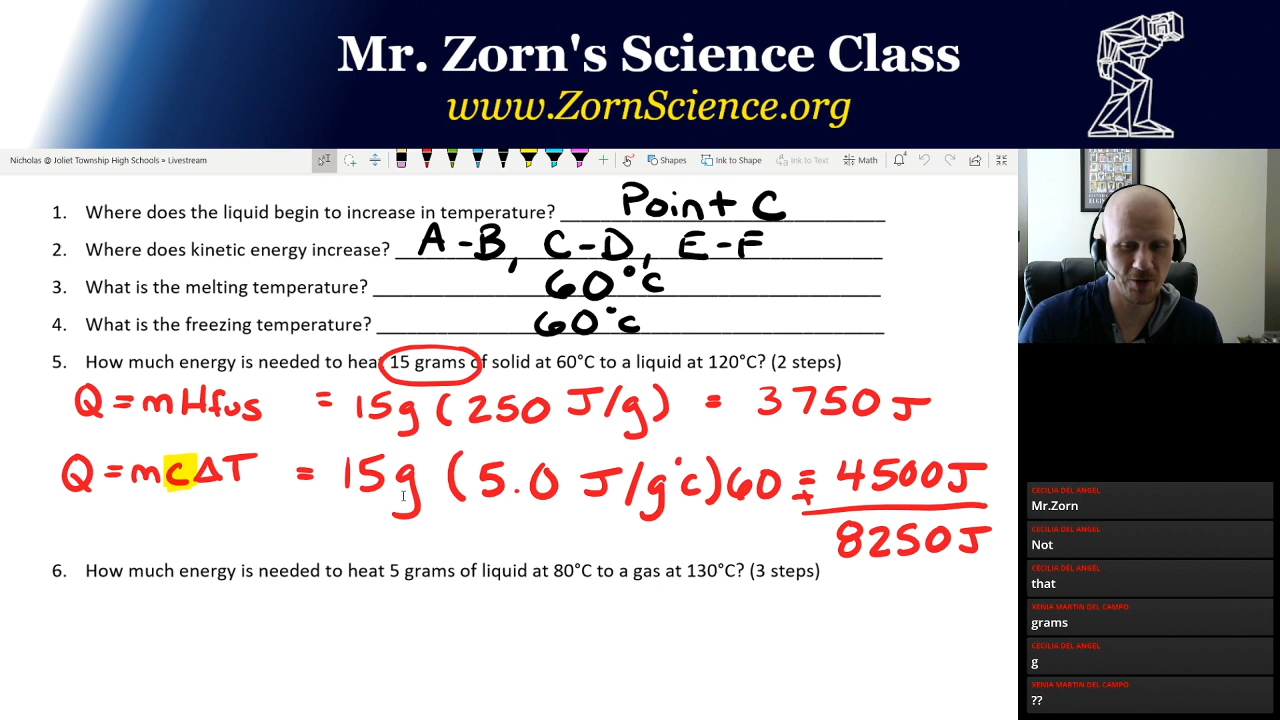 Mr. Zorn's Science Class
www.ZornScience.org
Nicholas @ Joliet Township High Schools » Livestream
Shapes
Ink to Shape
Ink to Text
Math
1. Where does the liquid begin to increase in temperature? Point C
2. Where does kinetic energy increase? A-B, C-D, E-F
3. What is the melting temperature? 60°C
4. What is the freezing temperature? 60°C
5. How much energy is needed to heat 15 grams of solid at 60°C to a liquid at 120°C? (2 steps)
Q = mHfus = 15g (250 J/g) = 3750 J
Q = mcΔT = 15g (5.0 J/g°C)60 = 4500J
+
8250J
6. How much energy is needed to heat 5 grams of liquid at 80°C to a gas at 130°C? (3 steps)
CECILIA DEL ANGEL
Mr.Zorn
CECILIA DEL ANGEL
Not
CECILIA DEL ANGEL
that
XENIA MARTIN DEL CAMPO
grams
CECILIA DEL ANGEL
g
XENIA MARTIN DEL CAMPO
??